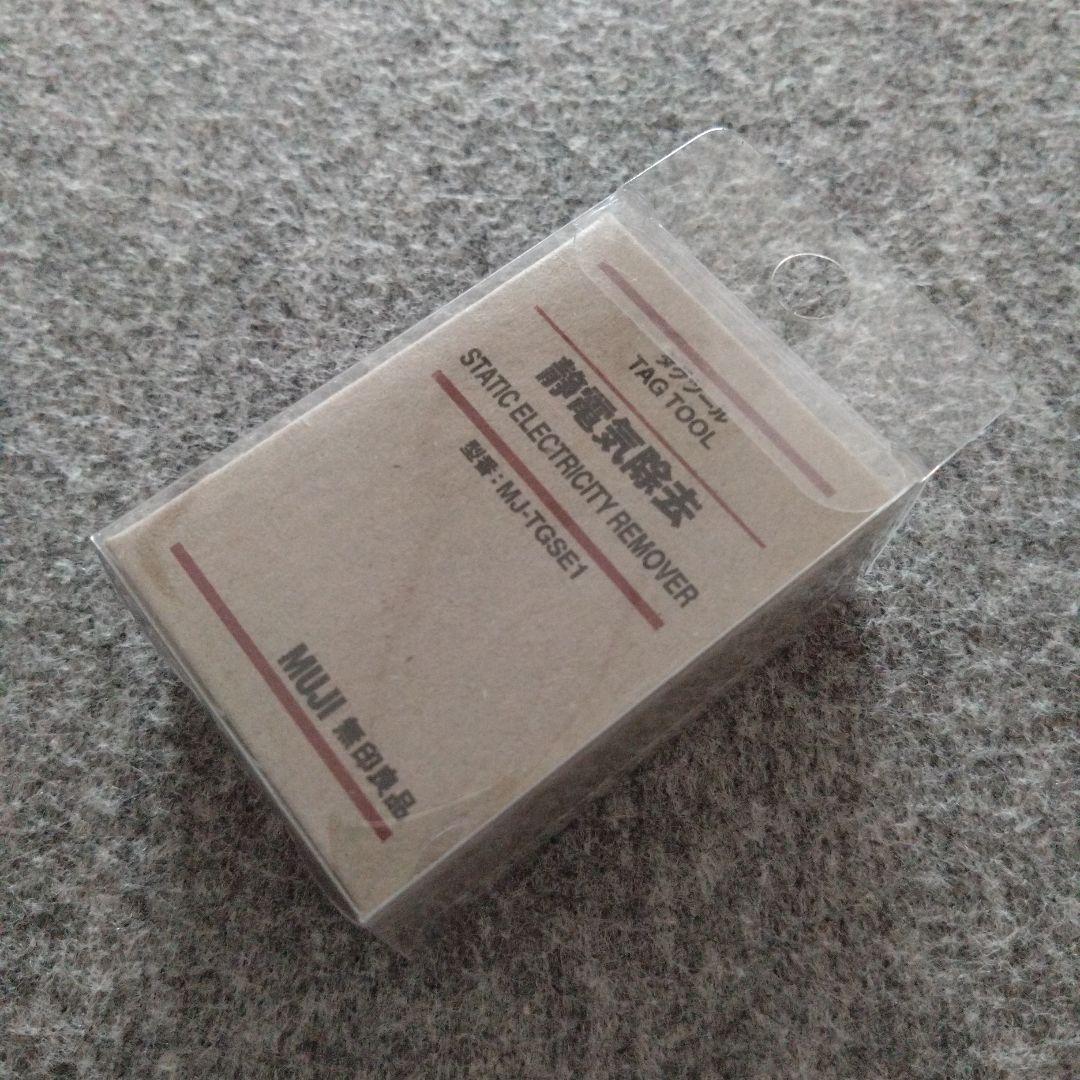 タグツール
TAG TOOL
静電気除去
STATIC ELECTRICITY REMOVER
型番：MJ-TGSE1
MUJI 無印良品